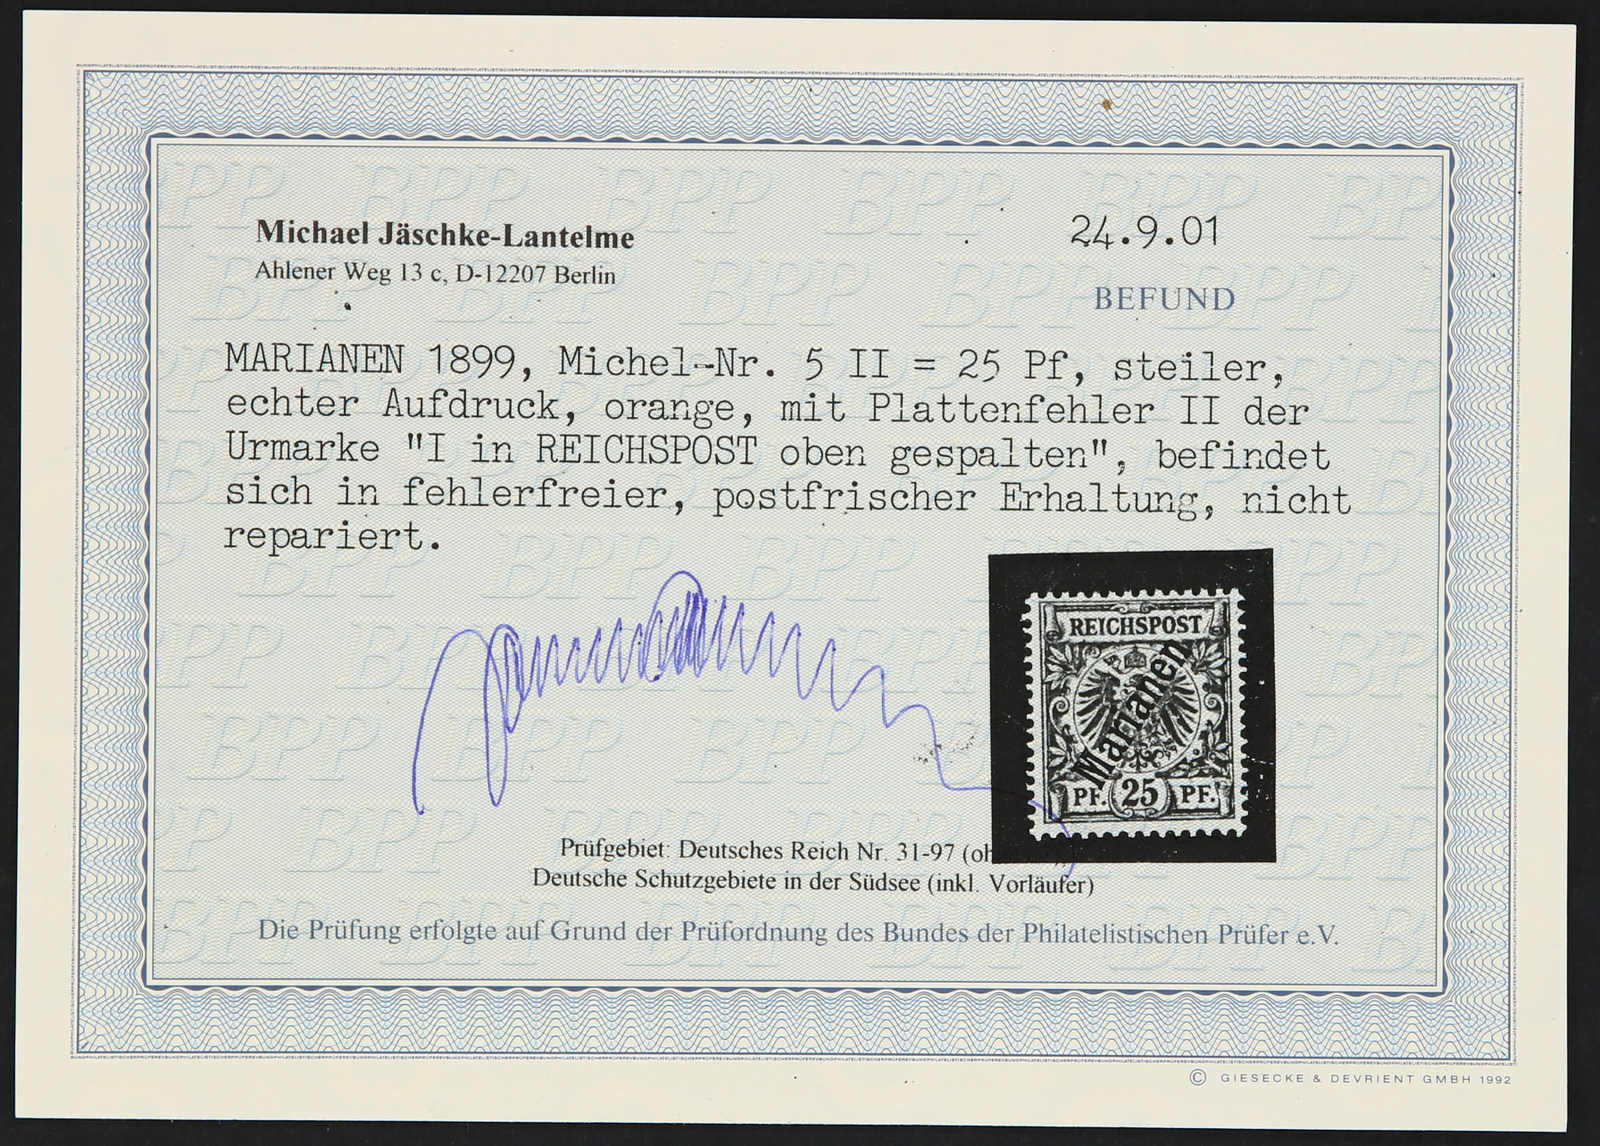 Michael Jäschke-Lantelme
Ahlener Weg 13 c, D-12207 Berlin
24.9.01
BEFUND
MARIANEN 1899, Michel-Nr. 5 II = 25 Pf, steiler,
echter Aufdruck, orange, mit Plattenfehler II der
Urmarke "I in REICHSPOST oben gespalten", befindet
sich in fehlerfreier, postfrischer Erhaltung, nicht
repariert.
REICHSPOST
Marianen
PF. 25 PF.
Prüfgebiet: Deutsches Reich Nr. 31-97 (oh
Deutsche Schutzgebiete in der Südsee (inkl. Vorläufer)
Die Prüfung erfolgte auf Grund der Prüfordnung des Bundes der Philatelistischen Prüfer e.V.
© GIESECKE & DEVRIENT GMBH 1992